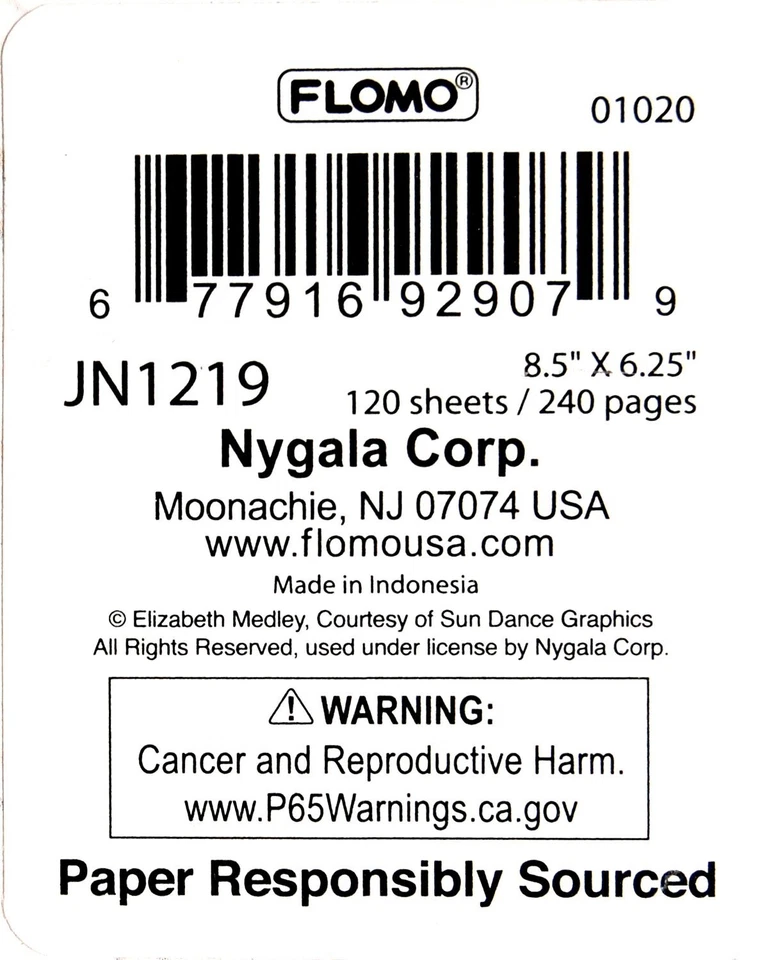 FLOMO®
01020
6 77916 92907 9
JN1219
8.5" X 6.25"
120 sheets / 240 pages
Nygala Corp.
Moonachie, NJ 07074 USA
www.flomousa.com
Made in Indonesia
© Elizabeth Medley, Courtesy of Sun Dance Graphics
All Rights Reserved, used under license by Nygala Corp.
⚠ WARNING:
Cancer and Reproductive Harm.
www.P65Warnings.ca.gov
Paper Responsibly Sourced